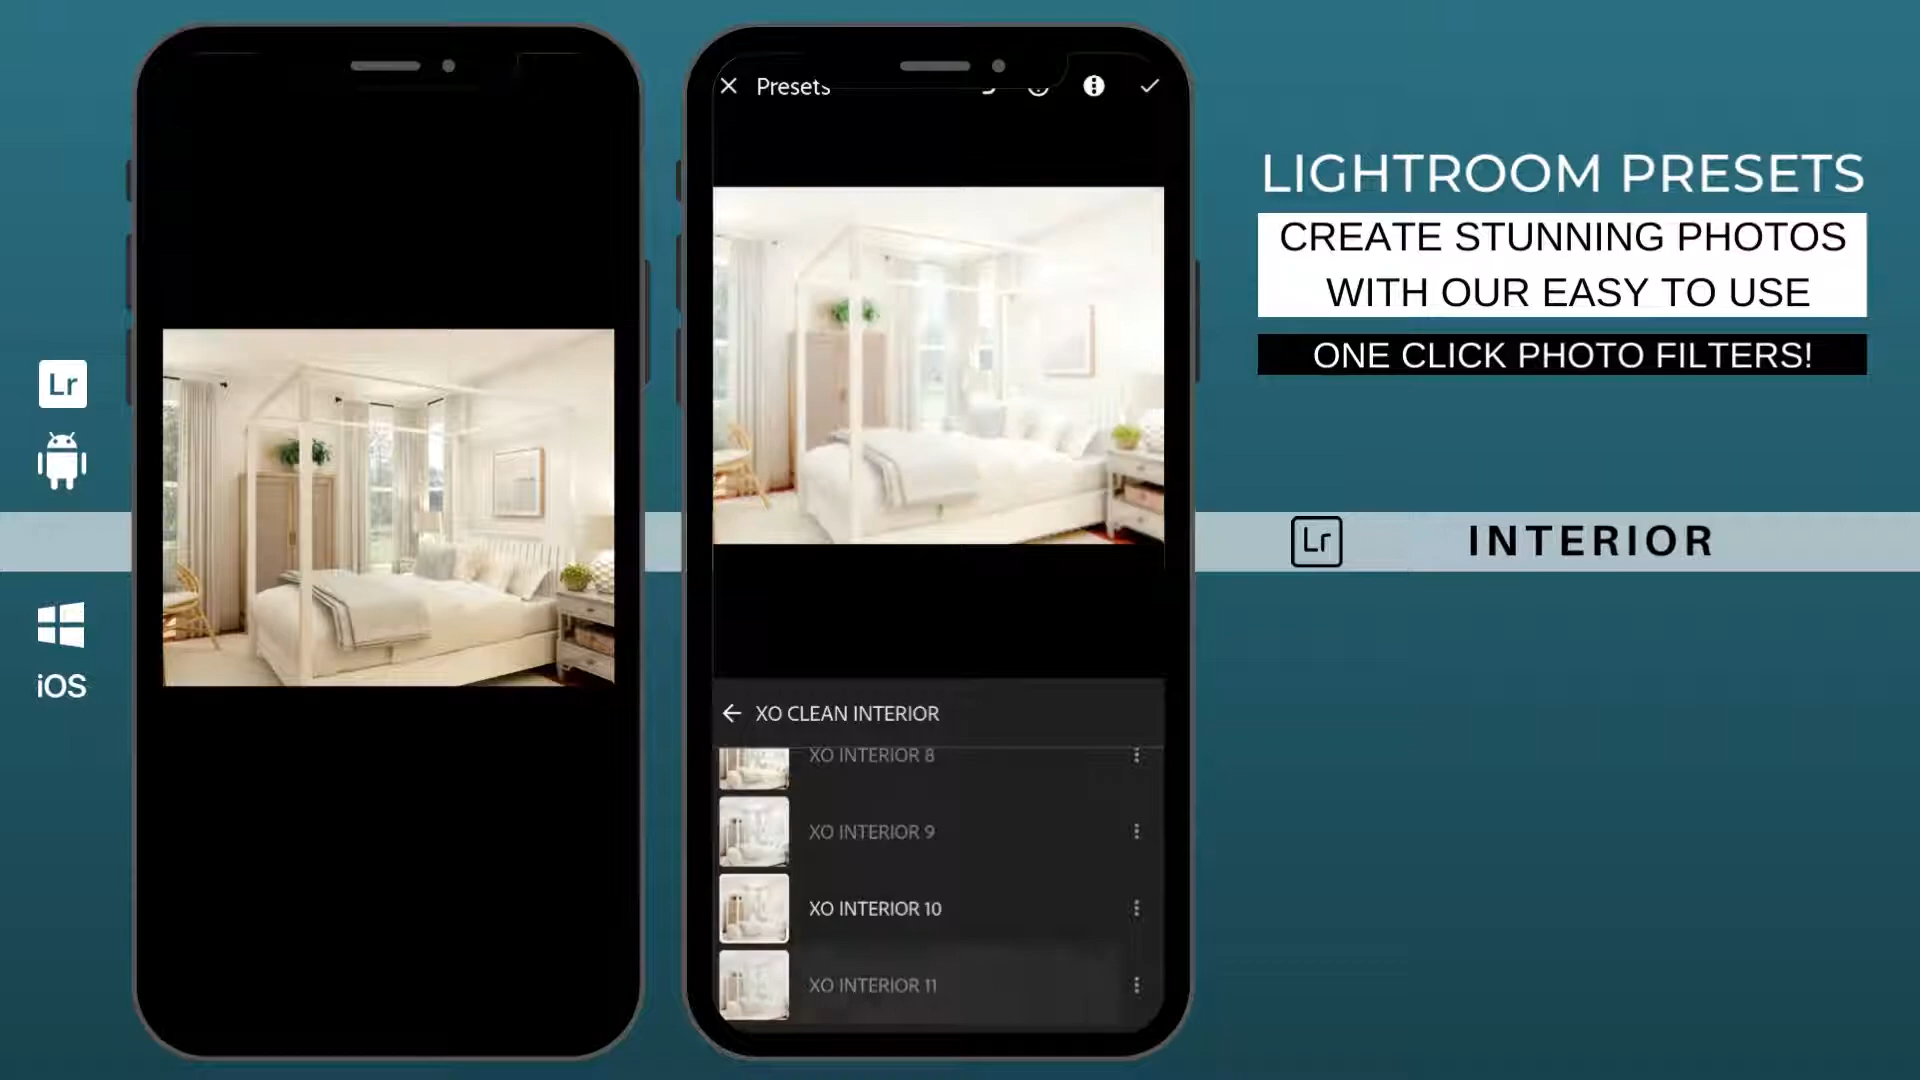 Lr
iOS
Presets
XO CLEAN INTERIOR
XO INTERIOR 8
XO INTERIOR 9
XO INTERIOR 10
XO INTERIOR 11
LIGHTROOM PRESETS
CREATE STUNNING PHOTOS
WITH OUR EASY TO USE
ONE CLICK PHOTO FILTERS!
Lr
INTERIOR